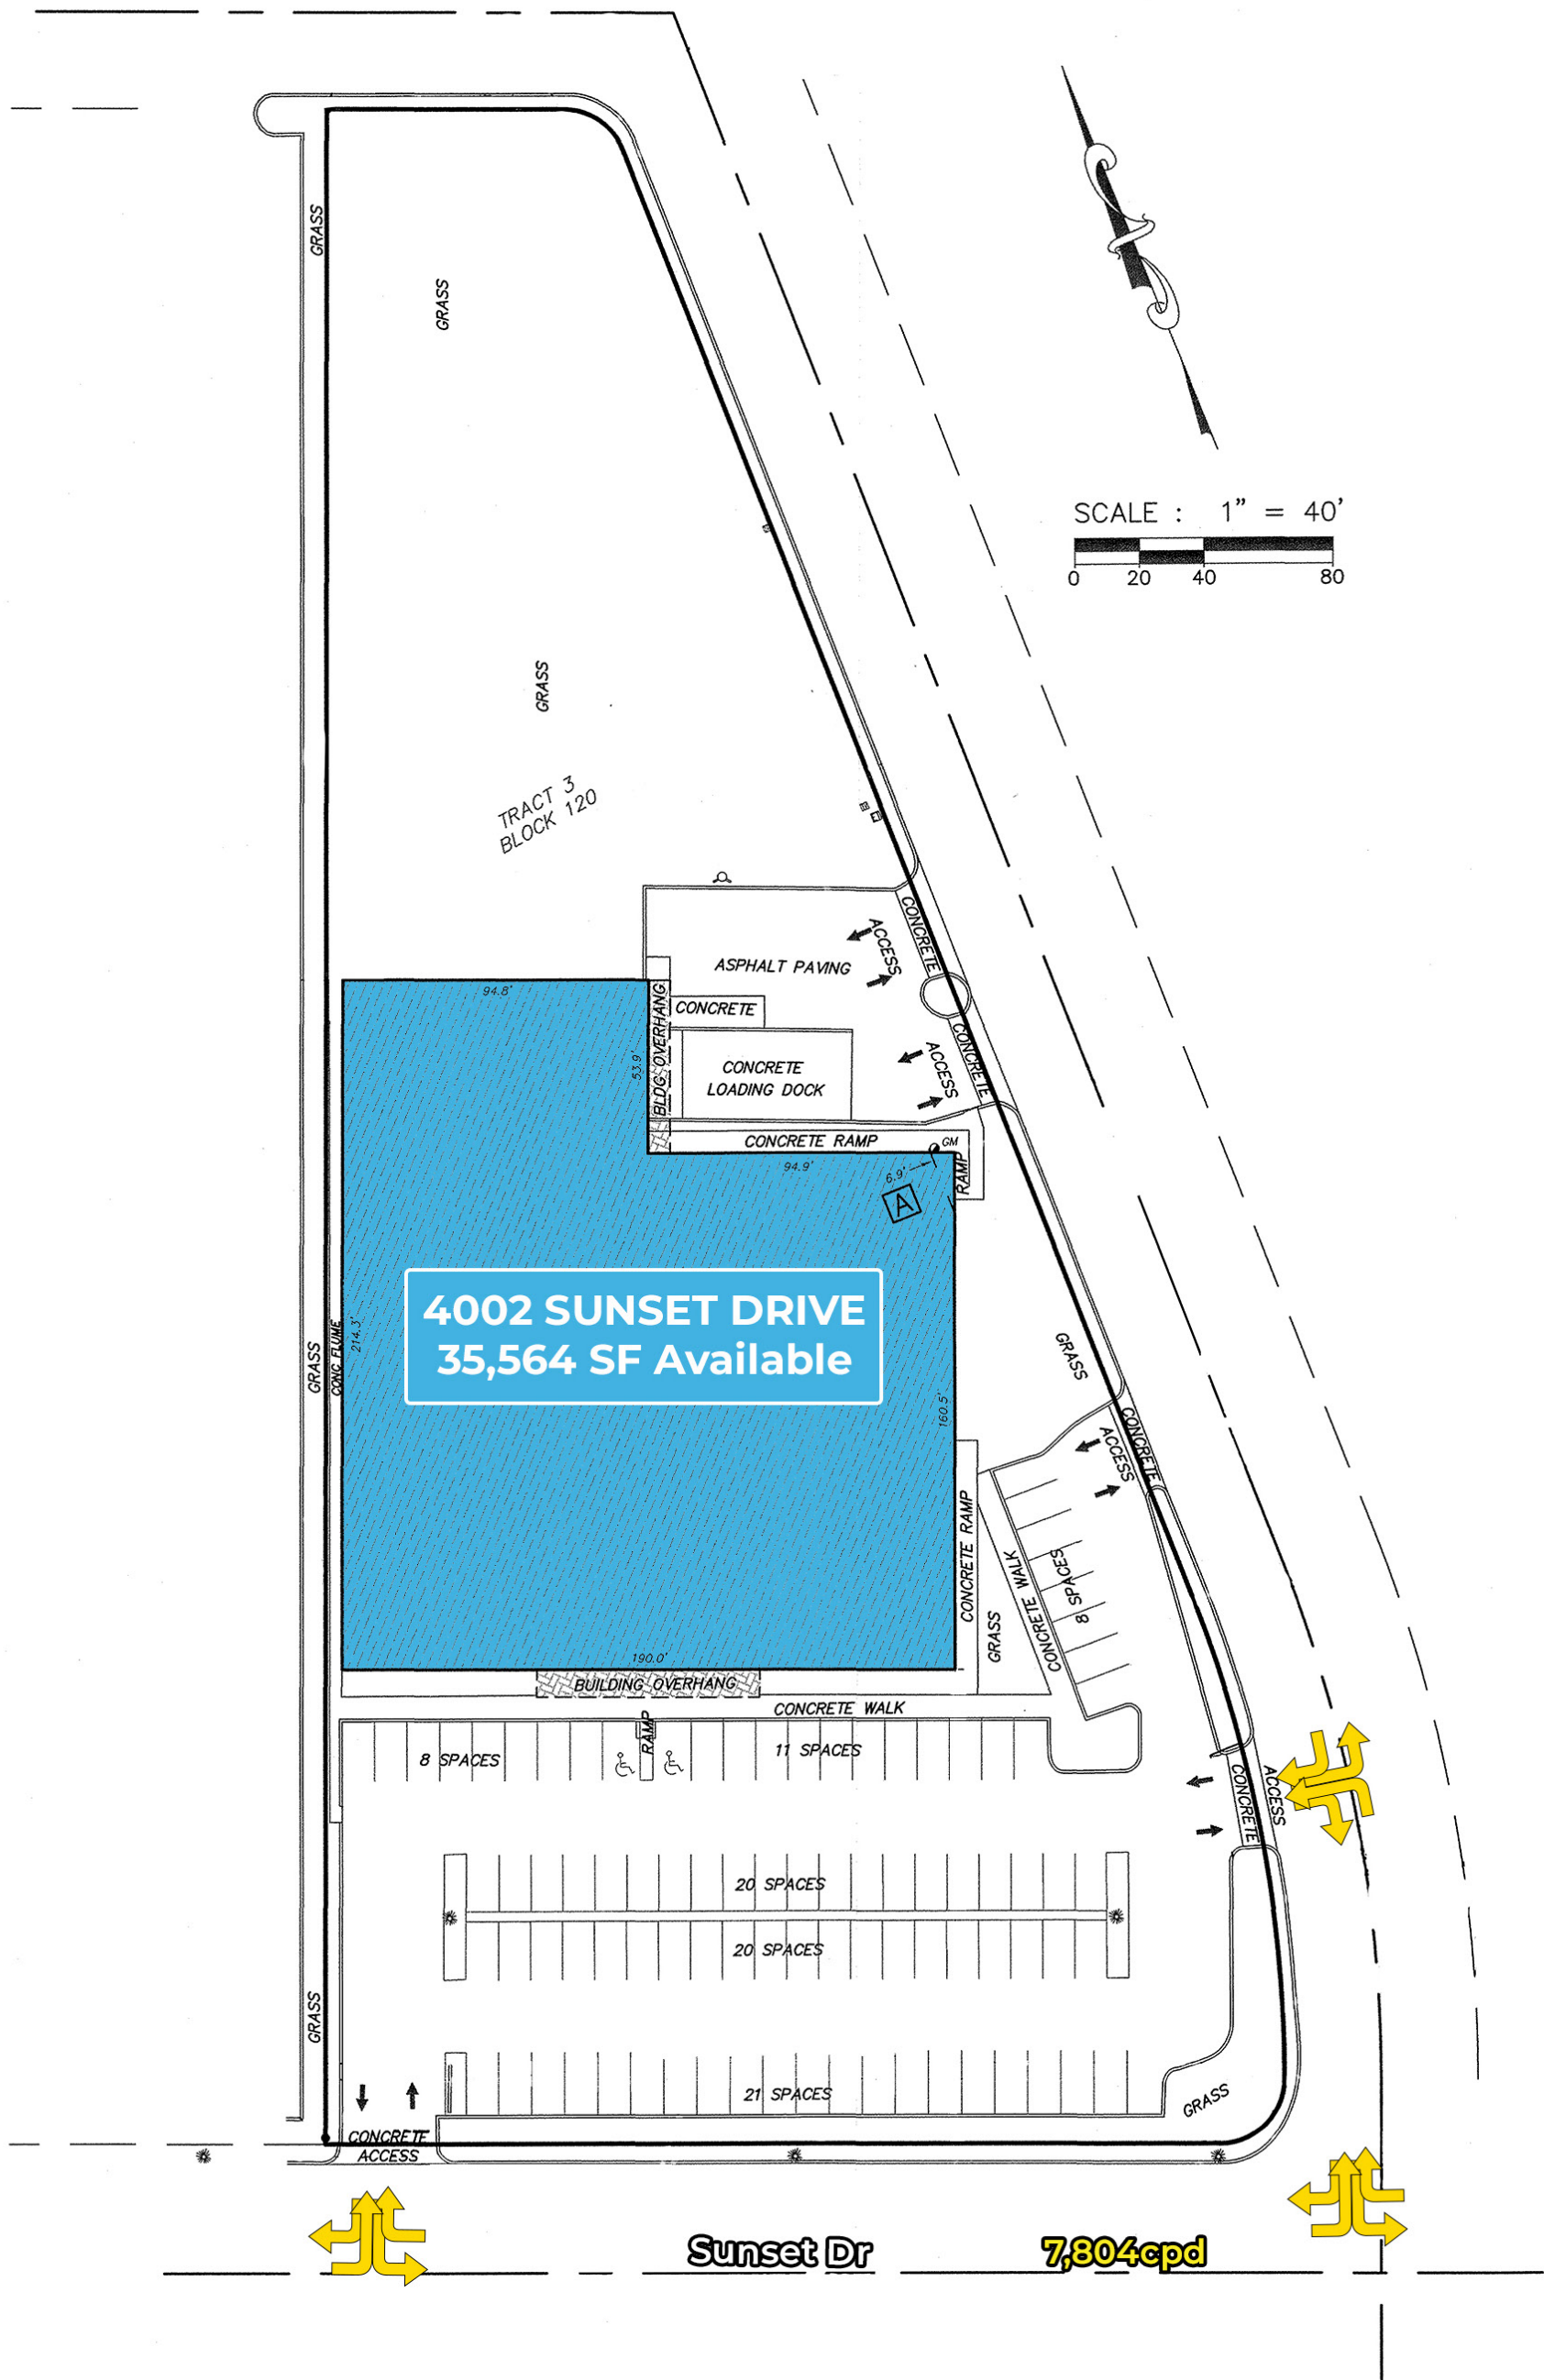 GRASS
GRASS
SCALE : 1" = 40'
0 20 40 80
GRASS
TRACT 3
BLOCK 120
CONCRETE
ACCESS
ASPHALT PAVING
94.8'
BLDG OVERHANG
CONCRETE
CONCRETE
ACCESS
53.9'
CONCRETE
LOADING DOCK
CONCRETE RAMP
GM
94.9'
6.9'
RAMP
A
4002 SUNSET DRIVE
35,564 SF Available
GRASS
CONC FLUME
214.3'
GRASS
160.5'
CONCRETE
ACCESS
CONCRETE RAMP
CONCRETE WALK
8 SPACES
GRASS
190.0'
BUILDING OVERHANG
CONCRETE WALK
RAMP
8 SPACES
11 SPACES
ACCESS
CONCRETE
20 SPACES
20 SPACES
GRASS
21 SPACES
GRASS
CONCRETE
ACCESS
Sunset Dr
7,804cpd